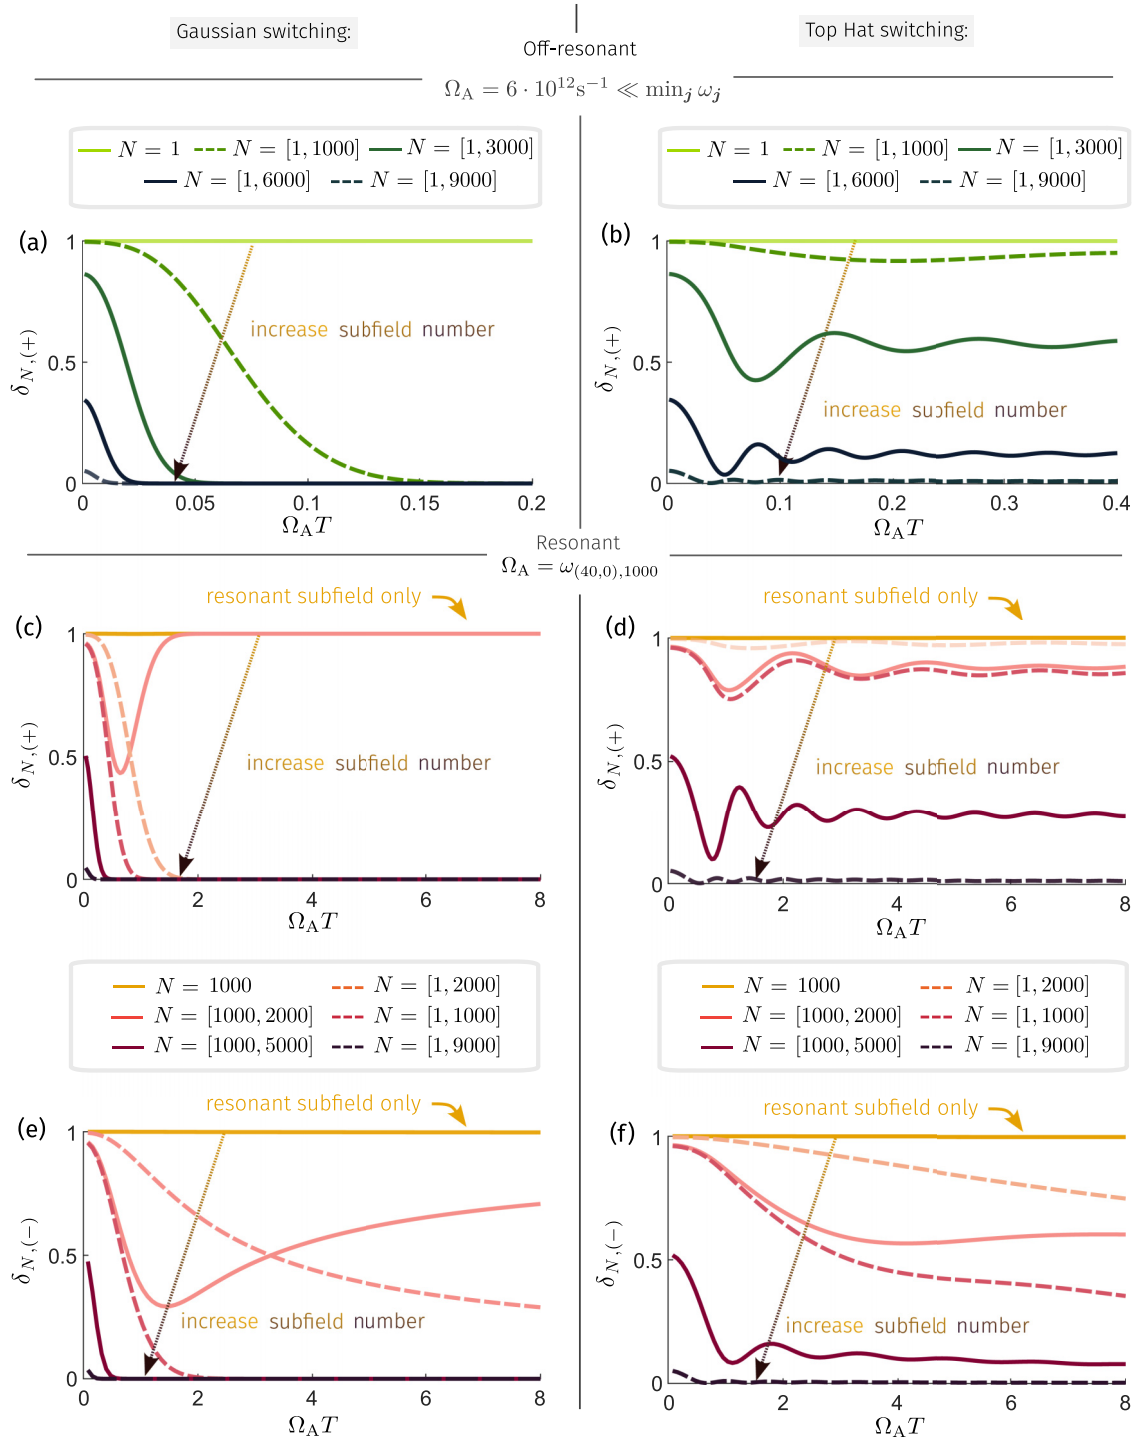 Gaussian switching:
Top Hat switching:
Off-resonant
Ω_A = 6 · 10^12 s^−1 ≪ min_j ω_j
N = 1 N = [1, 1000] N = [1, 3000]
N = [1, 6000] N = [1, 9000]
N = 1 N = [1, 1000] N = [1, 3000]
N = [1, 6000] N = [1, 9000]
(a)
δ_N,(+)
1
0.5
0
increase subfield number
0 0.05 0.1 0.15 0.2
Ω_A T
(b)
δ_N,(+)
1
0.5
0
increase subfield number
0 0.1 0.2 0.3 0.4
Ω_A T
Resonant
Ω_A = ω_(40,0),1000
resonant subfield only
(c)
δ_N,(+)
1
0.5
0
increase subfield number
0 2 4 6 8
Ω_A T
resonant subfield only
(d)
δ_N,(+)
1
0.5
0
increase subfield number
0 2 4 6 8
Ω_A T
N = 1000 N = [1, 2000]
N = [1000, 2000] N = [1, 1000]
N = [1000, 5000] N = [1, 9000]
N = 1000 N = [1, 2000]
N = [1000, 2000] N = [1, 1000]
N = [1000, 5000] N = [1, 9000]
resonant subfield only
(e)
δ_N,(−)
1
0.5
0
increase subfield number
0 2 4 6 8
Ω_A T
resonant subfield only
(f)
δ_N,(−)
1
0.5
0
increase subfield number
0 2 4 6 8
Ω_A T